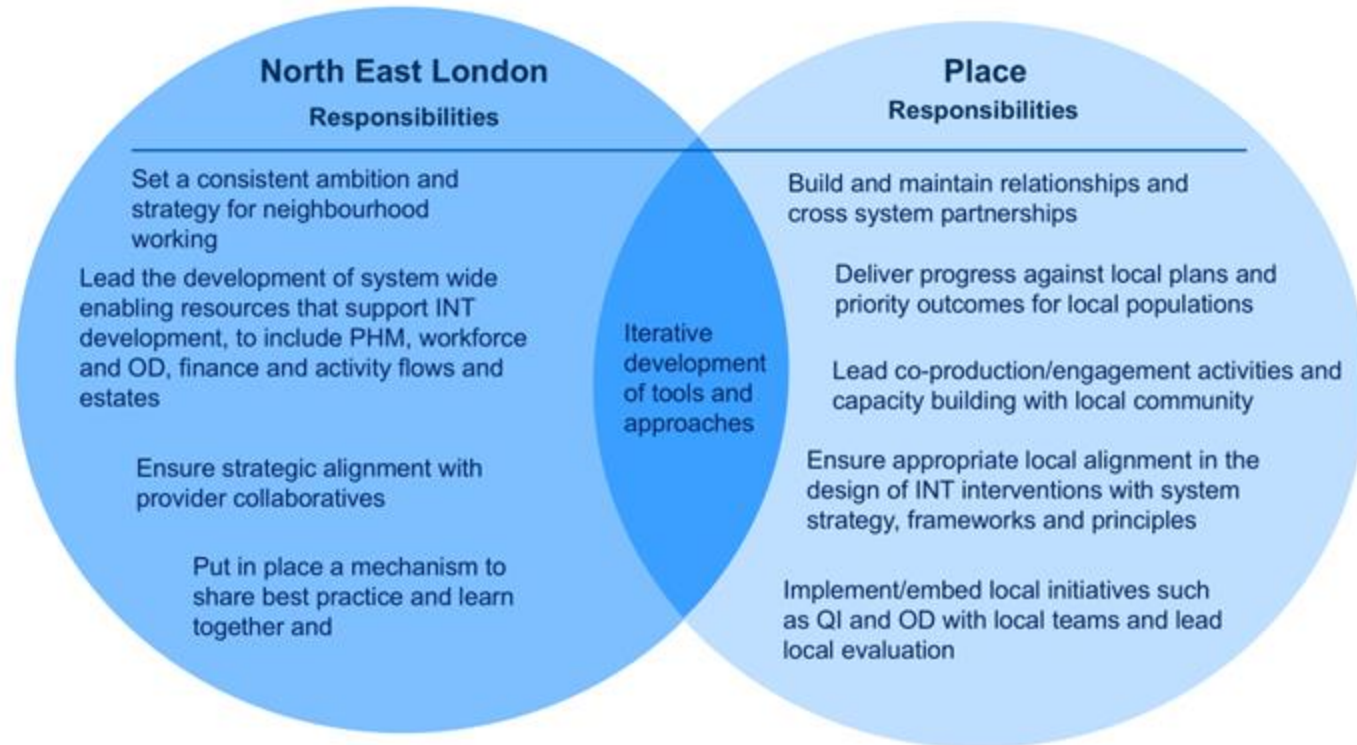 North East London
Responsibilities
Set a consistent ambition and
strategy for neighbourhood
working
Lead the development of system wide
enabling resources that support INT
development, to include PHM, workforce
and OD, finance and activity flows and
estates
Ensure strategic alignment with
provider collaboratives
Put in place a mechanism to
share best practice and learn
together and
Iterative
development
of tools and
approaches
Place
Responsibilities
Build and maintain relationships and
cross system partnerships
Deliver progress against local plans and
priority outcomes for local populations
Lead co-production/engagement activities and
capacity building with local community
Ensure appropriate local alignment in the
design of INT interventions with system
strategy, frameworks and principles
Implement/embed local initiatives such
as QI and OD with local teams and lead
local evaluation